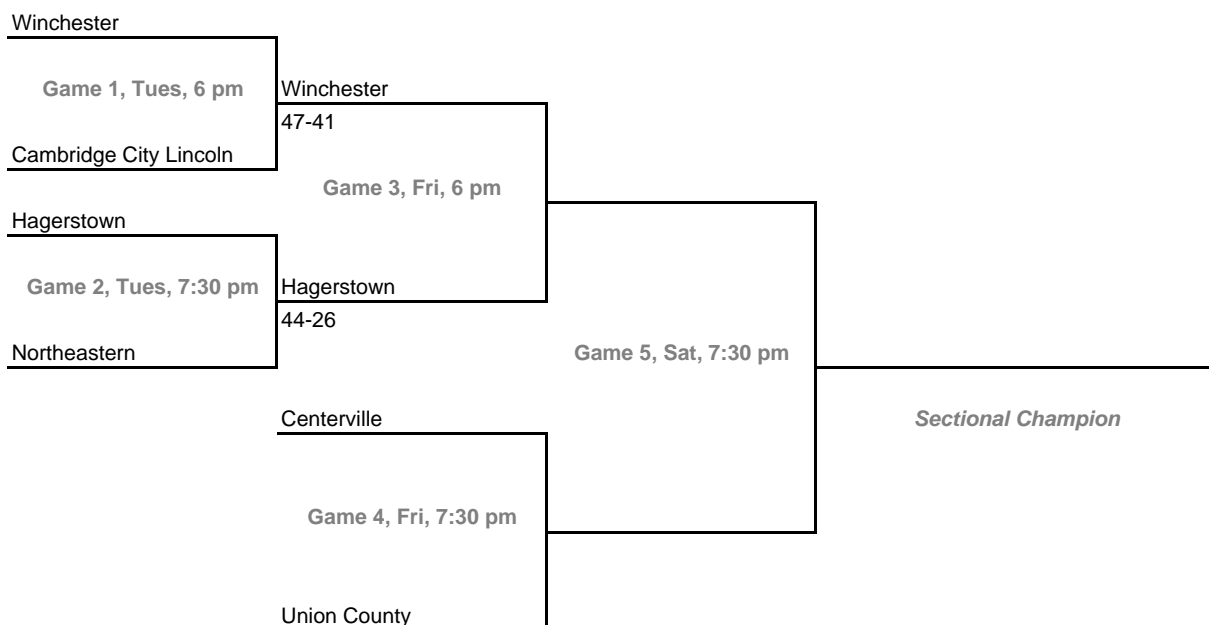 Winchester
Game 1, Tues, 6 pm
Winchester
47-41
Cambridge City Lincoln
Game 3, Fri, 6 pm
Hagerstown
Game 2, Tues, 7:30 pm
Hagerstown
44-26
Northeastern
Game 5, Sat, 7:30 pm
Centerville
Sectional Champion
Game 4, Fri, 7:30 pm
Union County